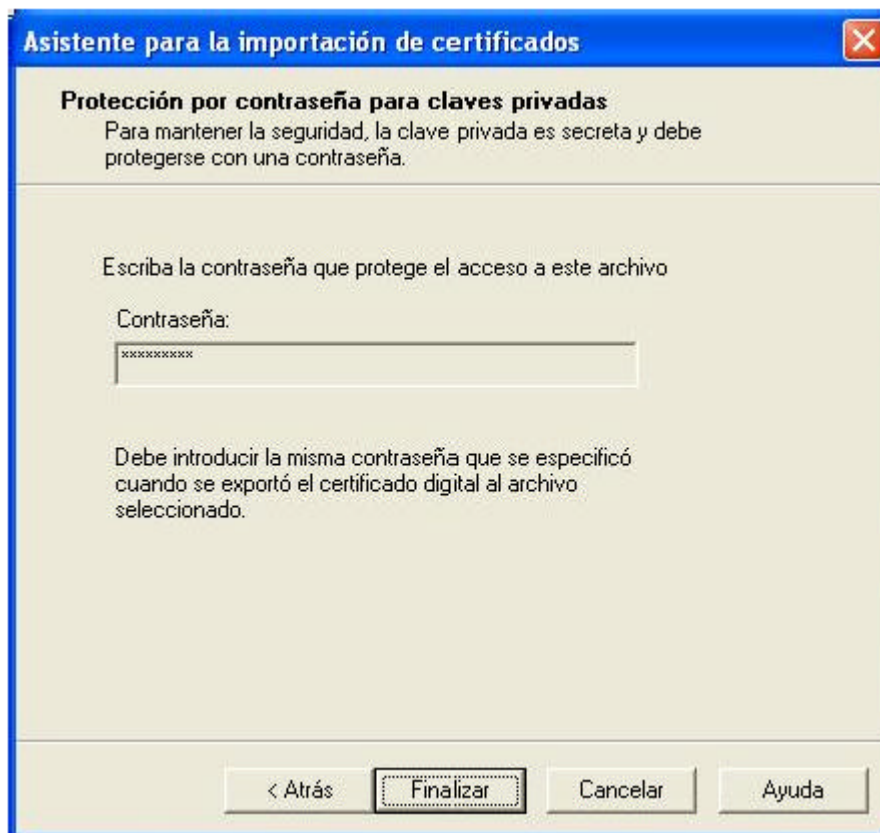 Asistente para la importación de certificados
Protección por contraseña para claves privadas
Para mantener la seguridad, la clave privada es secreta y debe
protegerse con una contraseña.
Escriba la contraseña que protege el acceso a este archivo
Contraseña:
xxxxxxxxx
Debe introducir la misma contraseña que se especificó
cuando se exportó el certificado digital al archivo
seleccionado.
< Atrás Finalizar Cancelar Ayuda